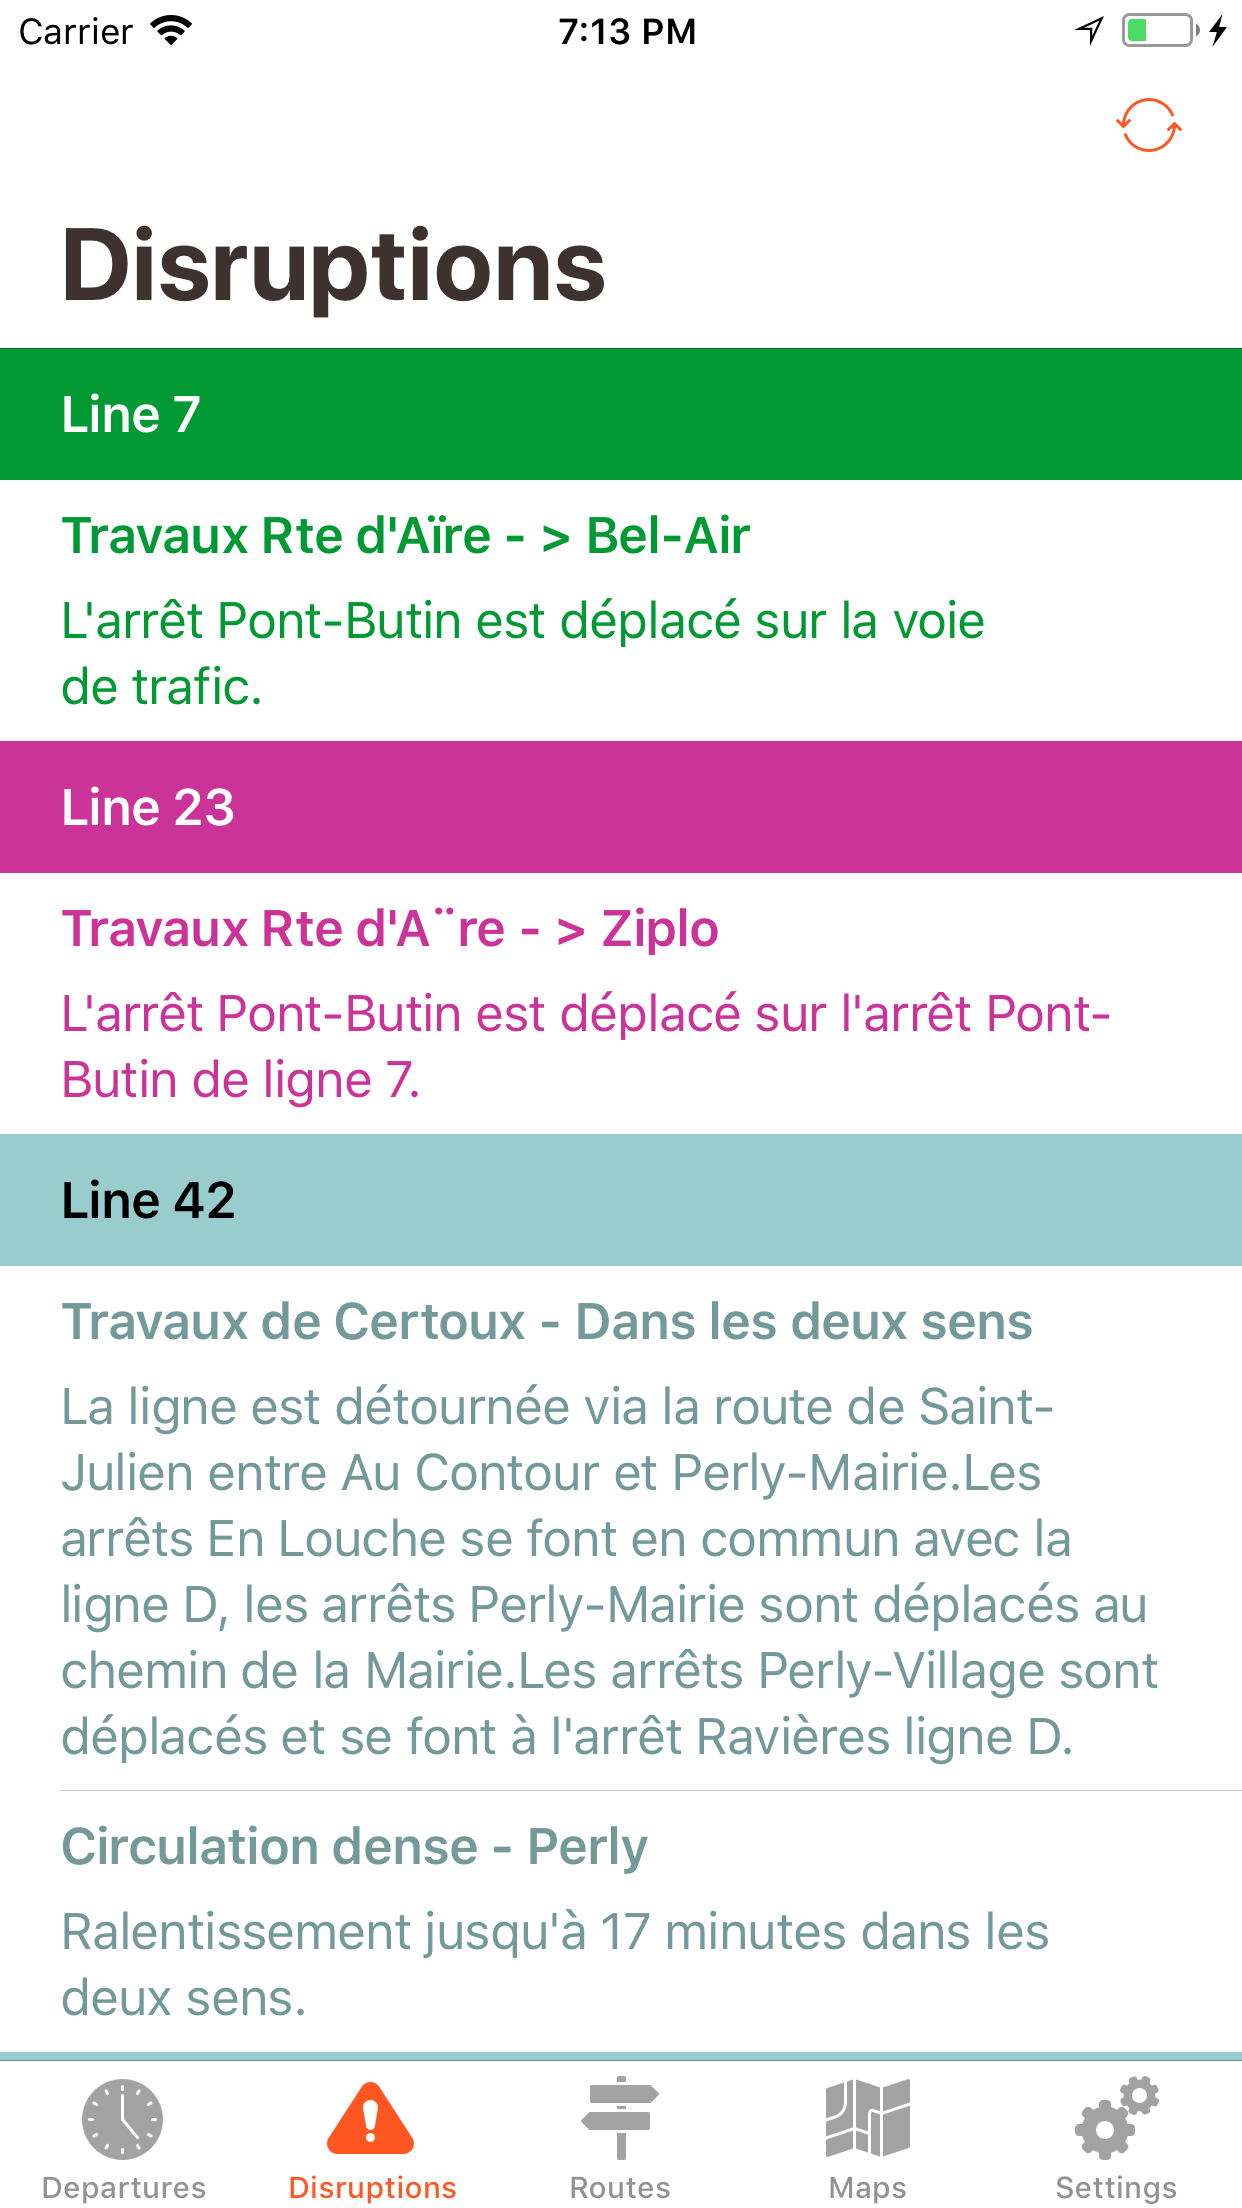 Carrier
7:13 PM
Disruptions
Line 7
Travaux Rte d'Aïre - > Bel-Air
L'arrêt Pont-Butin est déplacé sur la voie
de trafic.
Line 23
Travaux Rte d'A¨re - > Ziplo
L'arrêt Pont-Butin est déplacé sur l'arrêt Pont-
Butin de ligne 7.
Line 42
Travaux de Certoux - Dans les deux sens
La ligne est détournée via la route de Saint-
Julien entre Au Contour et Perly-Mairie.Les
arrêts En Louche se font en commun avec la
ligne D, les arrêts Perly-Mairie sont déplacés au
chemin de la Mairie.Les arrêts Perly-Village sont
déplacés et se font à l'arrêt Ravières ligne D.
Circulation dense - Perly
Ralentissement jusqu'à 17 minutes dans les
deux sens.
Departures
Disruptions
Routes
Maps
Settings